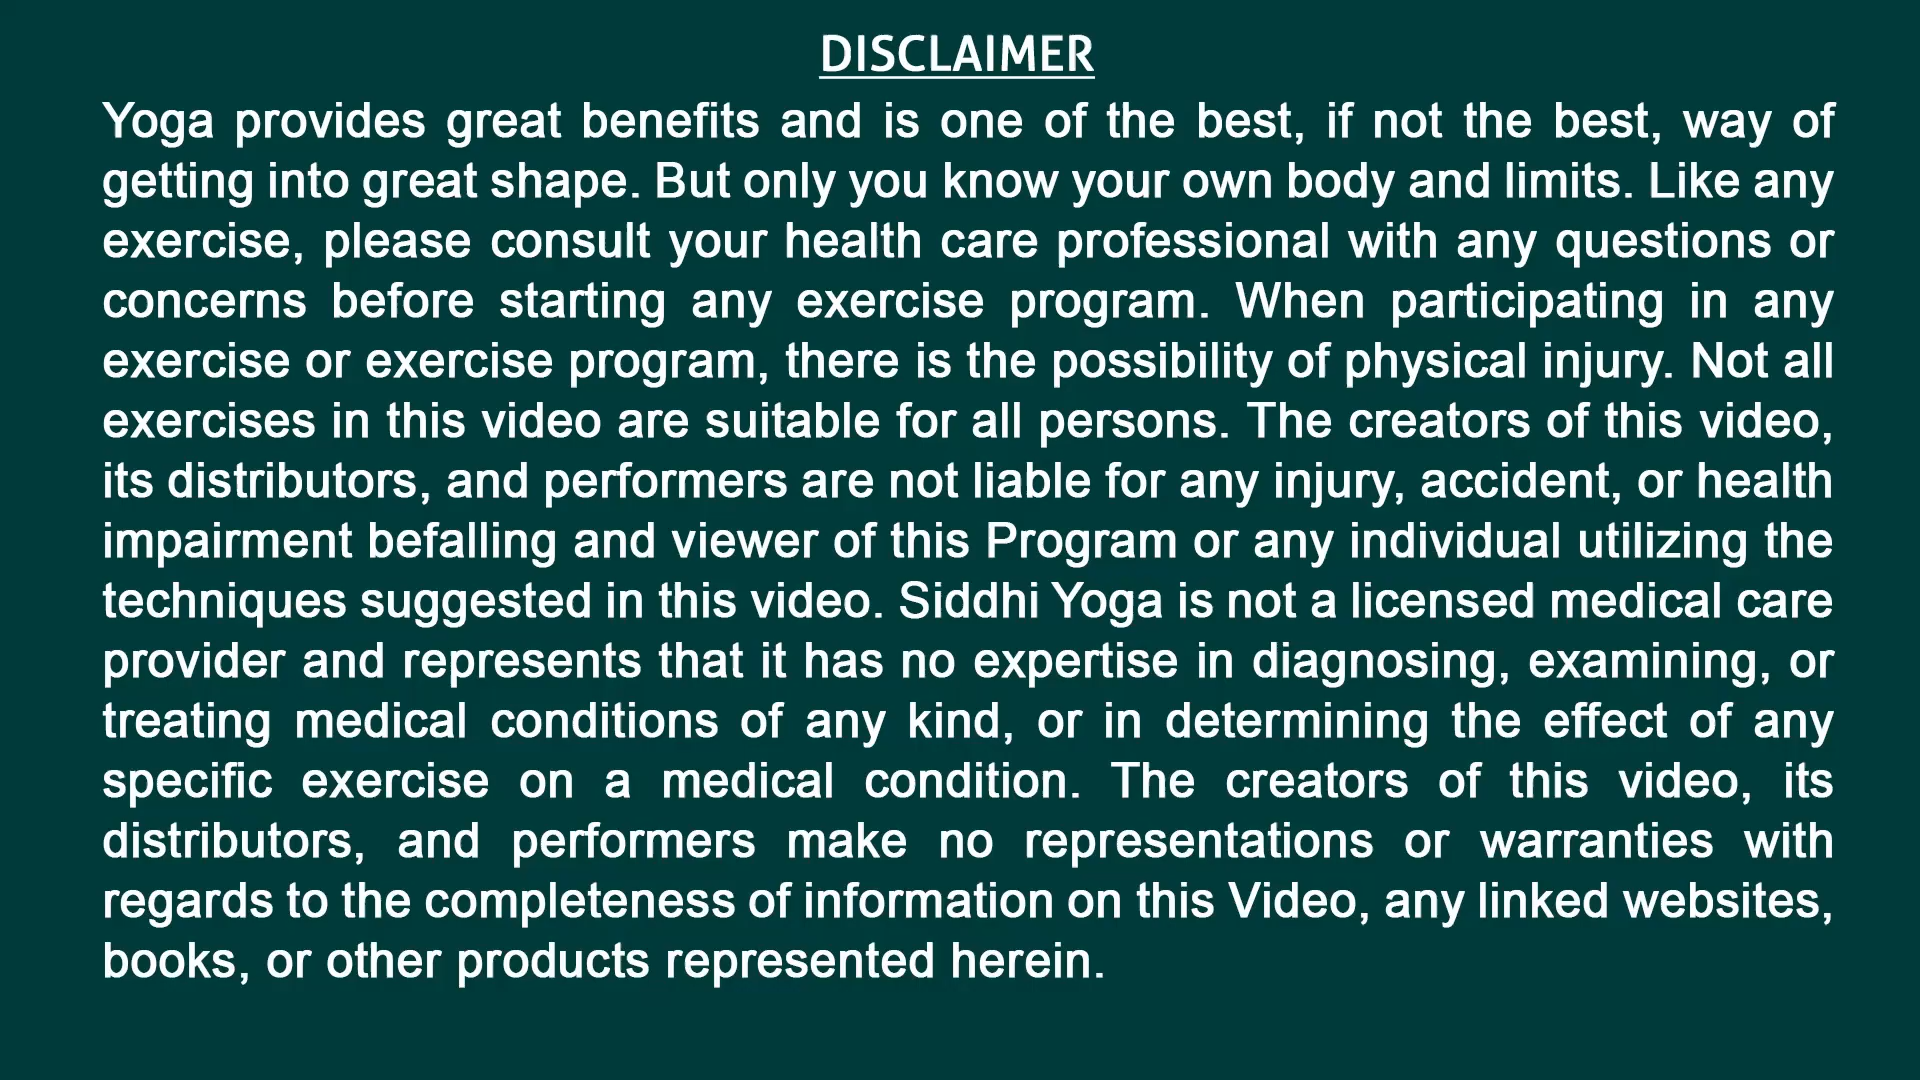 DISCLAIMER
Yoga provides great benefits and is one of the best, if not the best, way of
getting into great shape. But only you know your own body and limits. Like any
exercise, please consult your health care professional with any questions or
concerns before starting any exercise program. When participating in any
exercise or exercise program, there is the possibility of physical injury. Not all
exercises in this video are suitable for all persons. The creators of this video,
its distributors, and performers are not liable for any injury, accident, or health
impairment befalling and viewer of this Program or any individual utilizing the
techniques suggested in this video. Siddhi Yoga is not a licensed medical care
provider and represents that it has no expertise in diagnosing, examining, or
treating medical conditions of any kind, or in determining the effect of any
specific exercise on a medical condition. The creators of this video, its
distributors, and performers make no representations or warranties with
regards to the completeness of information on this Video, any linked websites,
books, or other products represented herein.